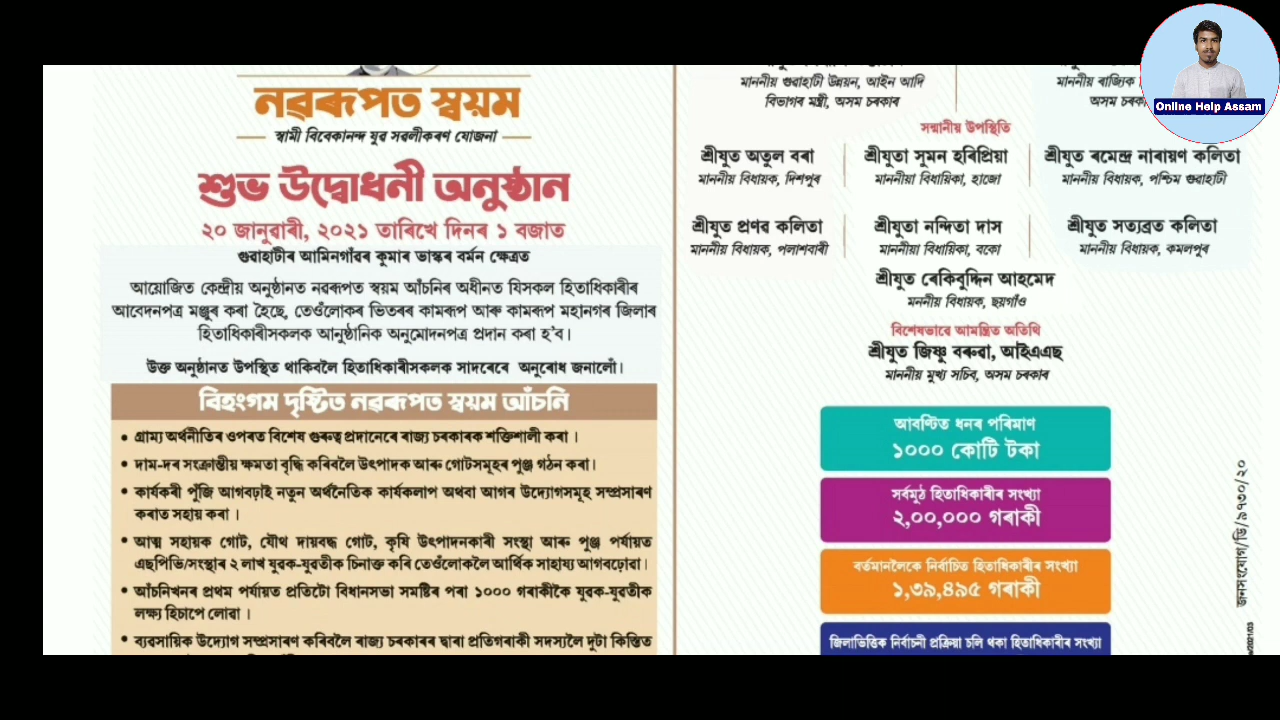 নৱৰূপত স্বয়ম
স্বামী বিবেকানন্দ যুৱ সৱলীকৰণ যোজনা
শুভ উদ্বোধনী অনুষ্ঠান
২০ জানুৱাৰী, ২০২১ তাৰিখে দিনৰ ১ বজাত
গুৱাহাটীৰ আমিনগাঁৱৰ কুমাৰ ভাস্কৰ বৰ্মন ক্ষেত্ৰত
আয়োজিত কেন্দ্ৰীয় অনুষ্ঠানত নৱৰূপত স্বয়ম আঁচনিৰ অধীনত যিসকল হিতাধিকাৰীৰ
আবেদনপত্ৰ মঞ্জুৰ কৰা হৈছে, তেওঁলোকৰ ভিতৰৰ কামৰূপ আৰু কামৰূপ মহানগৰ জিলাৰ
হিতাধিকাৰীসকলক আনুষ্ঠানিক অনুমোদনপত্ৰ প্ৰদান কৰা হ'ব।
উক্ত অনুষ্ঠানত উপস্থিত থাকিবলৈ হিতাধিকাৰীসকলক সাদৰেৰে অনুৰোধ জনালোঁ।
বিহংগম দৃষ্টিত নৱৰূপত স্বয়ম আঁচনি
• গ্ৰাম্য অৰ্থনীতিৰ ওপৰত বিশেষ গুৰুত্ব প্ৰদানেৰে ৰাজ্য চৰকাৰক শক্তিশালী কৰা।
• দাম-দৰ সংক্ৰান্তীয় ক্ষমতা বৃদ্ধি কৰিবলৈ উৎপাদক আৰু গোটসমূহৰ পুঞ্জ গঠন কৰা।
• কাৰ্যকৰী পুঁজি আগবঢ়াই নতুন অৰ্থনৈতিক কাৰ্যকলাপ অথবা আগৰ উদ্যোগসমূহ সম্প্ৰসাৰণ
কৰাত সহায় কৰা।
• আত্ম সহায়ক গোট, যৌথ দায়বদ্ধ গোট, কৃষি উৎপাদনকাৰী সংস্থা আৰু পুঞ্জ পৰ্যায়ত
এছপিভি/সংস্থাৰ ২ লাখ যুৱক-যুৱতীক চিনাক্ত কৰি তেওঁলোকলৈ আৰ্থিক সাহায্য আগবঢ়োৱা।
• আঁচনিখনৰ প্ৰথম পৰ্যায়ত প্ৰতিটো বিধানসভা সমষ্টিৰ পৰা ১০০০ গৰাকীকৈ যুৱক-যুৱতীক
লক্ষ্য হিচাপে লোৱা।
• ব্যৱসায়িক উদ্যোগ সম্প্ৰসাৰণ কৰিবলৈ ৰাজ্য চৰকাৰৰ দ্বাৰা প্ৰতিগৰাকী সদস্যলৈ দুটা কিস্তিত
মাননীয় গুৱাহাটী উন্নয়ন, আইন আদি
বিভাগৰ মন্ত্ৰী, অসম চৰকাৰ
মাননীয় ৰাজ্যিক
অসম
সন্মানীয় উপস্থিতি
শ্ৰীযুত অতুল বৰা
মাননীয় বিধায়ক, দিশপুৰ
শ্ৰীযুতা সুমন হৰিপ্ৰিয়া
মাননীয়া বিধায়িকা, হাজো
শ্ৰীযুত ৰমেন্দ্ৰ নাৰায়ণ কলিতা
মাননীয় বিধায়ক, পশ্চিম গুৱাহাটী
শ্ৰীযুত প্ৰণৱ কলিতা
মাননীয় বিধায়ক, পলাশবাৰী
শ্ৰীযুতা নন্দিতা দাস
মাননীয়া বিধায়িকা, বকো
শ্ৰীযুত সত্যব্ৰত কলিতা
মাননীয় বিধায়ক, কমলপুৰ
শ্ৰীযুত ৰেকিবুদ্দিন আহমেদ
মননীয় বিধায়ক, ছয়গাঁও
বিশেষভাবে আমন্ত্ৰিত অতিথি
শ্ৰীযুত জিষ্ণু বৰুৱা, আইএএছ
মাননীয় মুখ্য সচিব, অসম চৰকাৰ
আবণ্টিত ধনৰ পৰিমাণ
১০০০ কোটি টকা
সৰ্বমুঠ হিতাধিকাৰীৰ সংখ্যা
২,০০,০০০ গৰাকী
বৰ্তমানলৈকে নিৰ্বাচিত হিতাধিকাৰীৰ সংখ্যা
১,৩৯,৪৯৫ গৰাকী
জিলাভিত্তিক নিৰ্বাচনী প্ৰক্ৰিয়া চলি থকা হিতাধিকাৰীৰ সংখ্যা
জনসংযোগ/ডি/৯৭৩০/২০
Online Help Assam